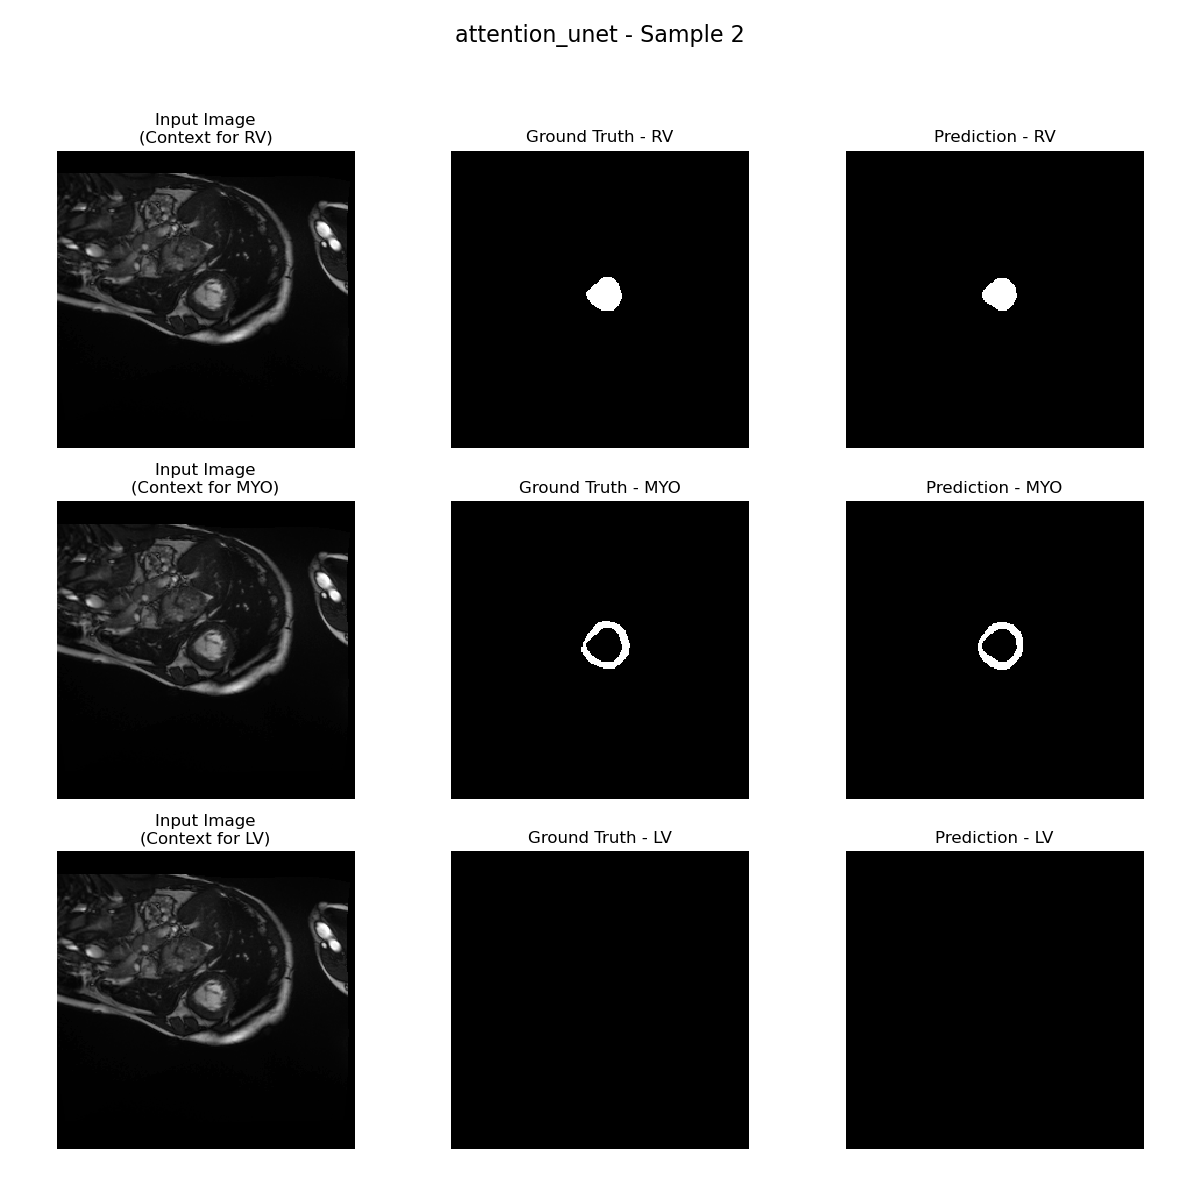 attention_unet - Sample 2
Input Image
(Context for RV)
Ground Truth - RV
Prediction - RV
Input Image
(Context for MYO)
Ground Truth - MYO
Prediction - MYO
Input Image
(Context for LV)
Ground Truth - LV
Prediction - LV